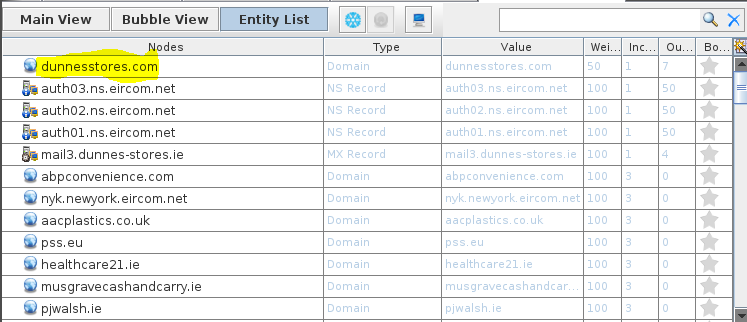 Main View Bubble View Entity List
Nodes Type Value Wei... Inc... Ou... Bo...
dunnesstores.com Domain dunnesstores.com 50 1 7
auth03.ns.eircom.net NS Record auth03.ns.eircom.net 100 1 50
auth02.ns.eircom.net NS Record auth02.ns.eircom.net 100 1 50
auth01.ns.eircom.net NS Record auth01.ns.eircom.net 100 1 50
mail3.dunnes-stores.ie MX Record mail3.dunnes-stores.ie 100 1 4
abpconvenience.com Domain abpconvenience.com 100 3 0
nyk.newyork.eircom.net Domain nyk.newyork.eircom.net 100 3 0
aacplastics.co.uk Domain aacplastics.co.uk 100 3 0
pss.eu Domain pss.eu 100 3 0
healthcare21.ie Domain healthcare21.ie 100 3 0
musgravecashandcarry.ie Domain musgravecashandcar... 100 3 0
pjwalsh.ie Domain pjwalsh.ie 100 3 0